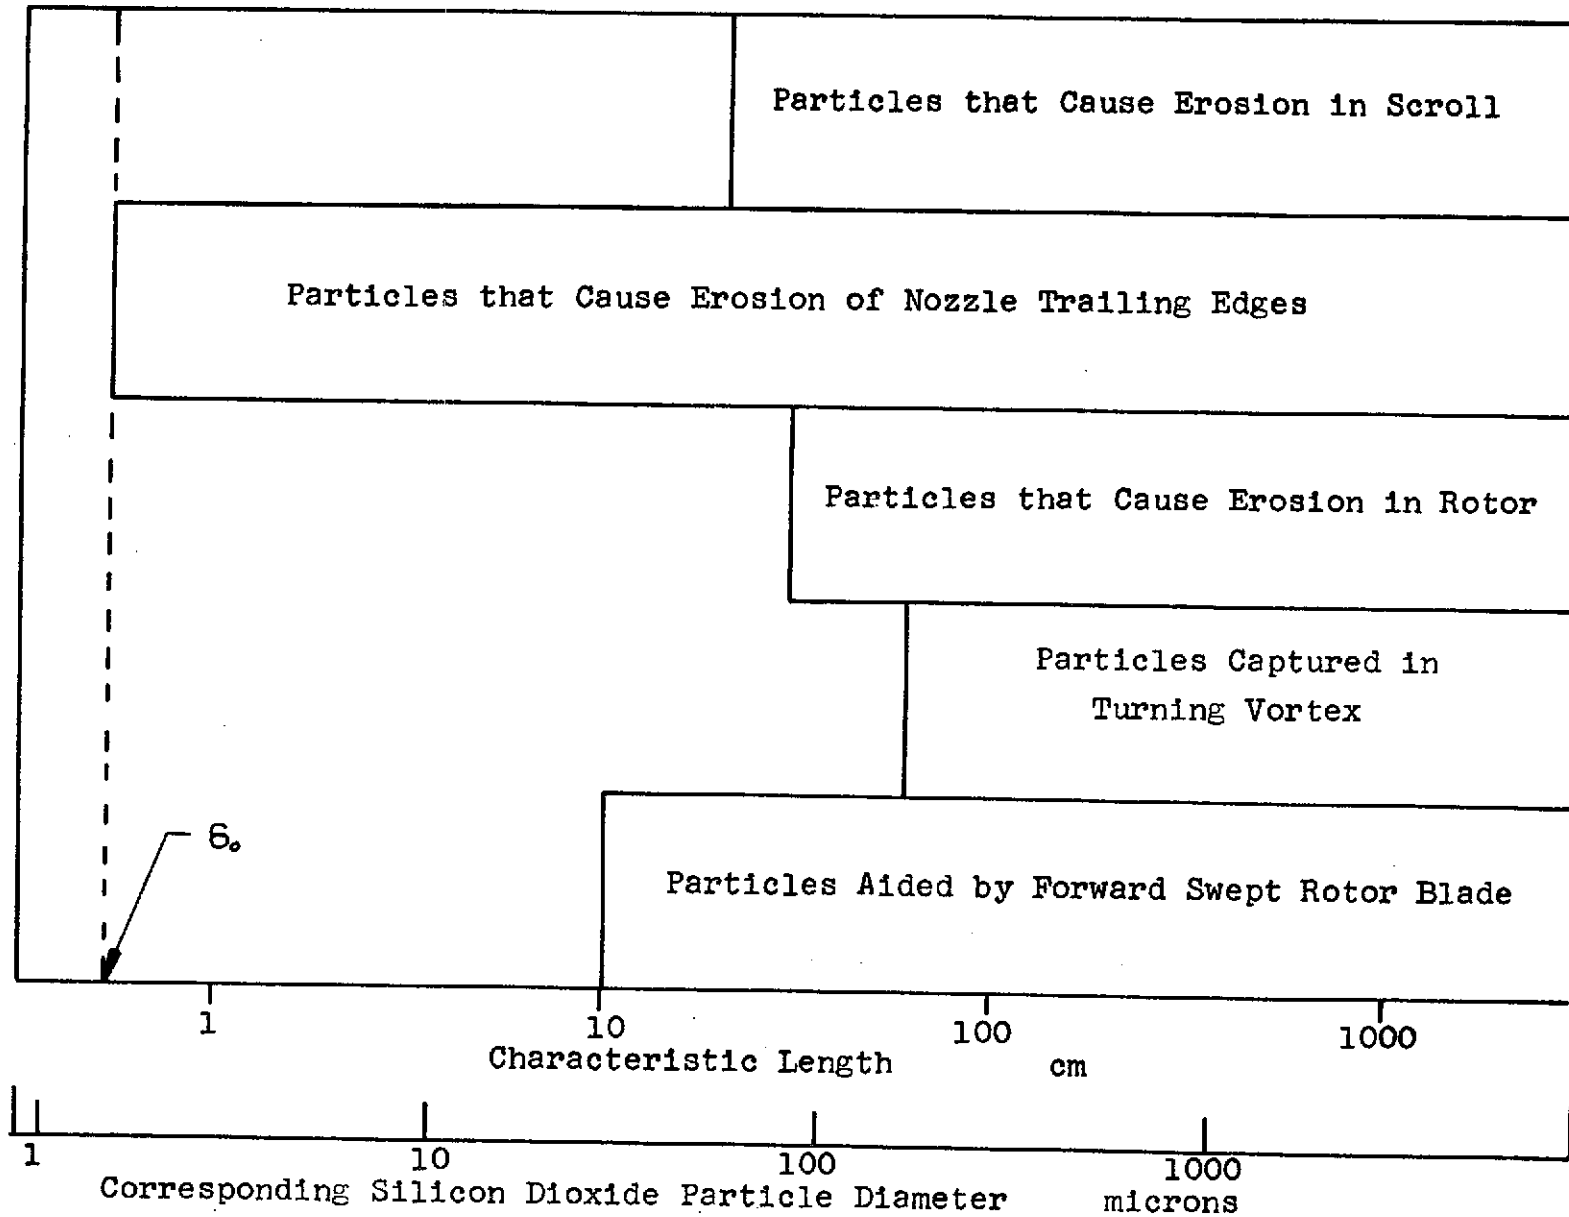 Particles that Cause Erosion in Scroll
Particles that Cause Erosion of Nozzle Trailing Edges
Particles that Cause Erosion in Rotor
Particles Captured in
Turning Vortex
Particles Aided by Forward Swept Rotor Blade
1 10 100 1000
Characteristic Length cm
1 10 100 1000
Corresponding Silicon Dioxide Particle Diameter microns